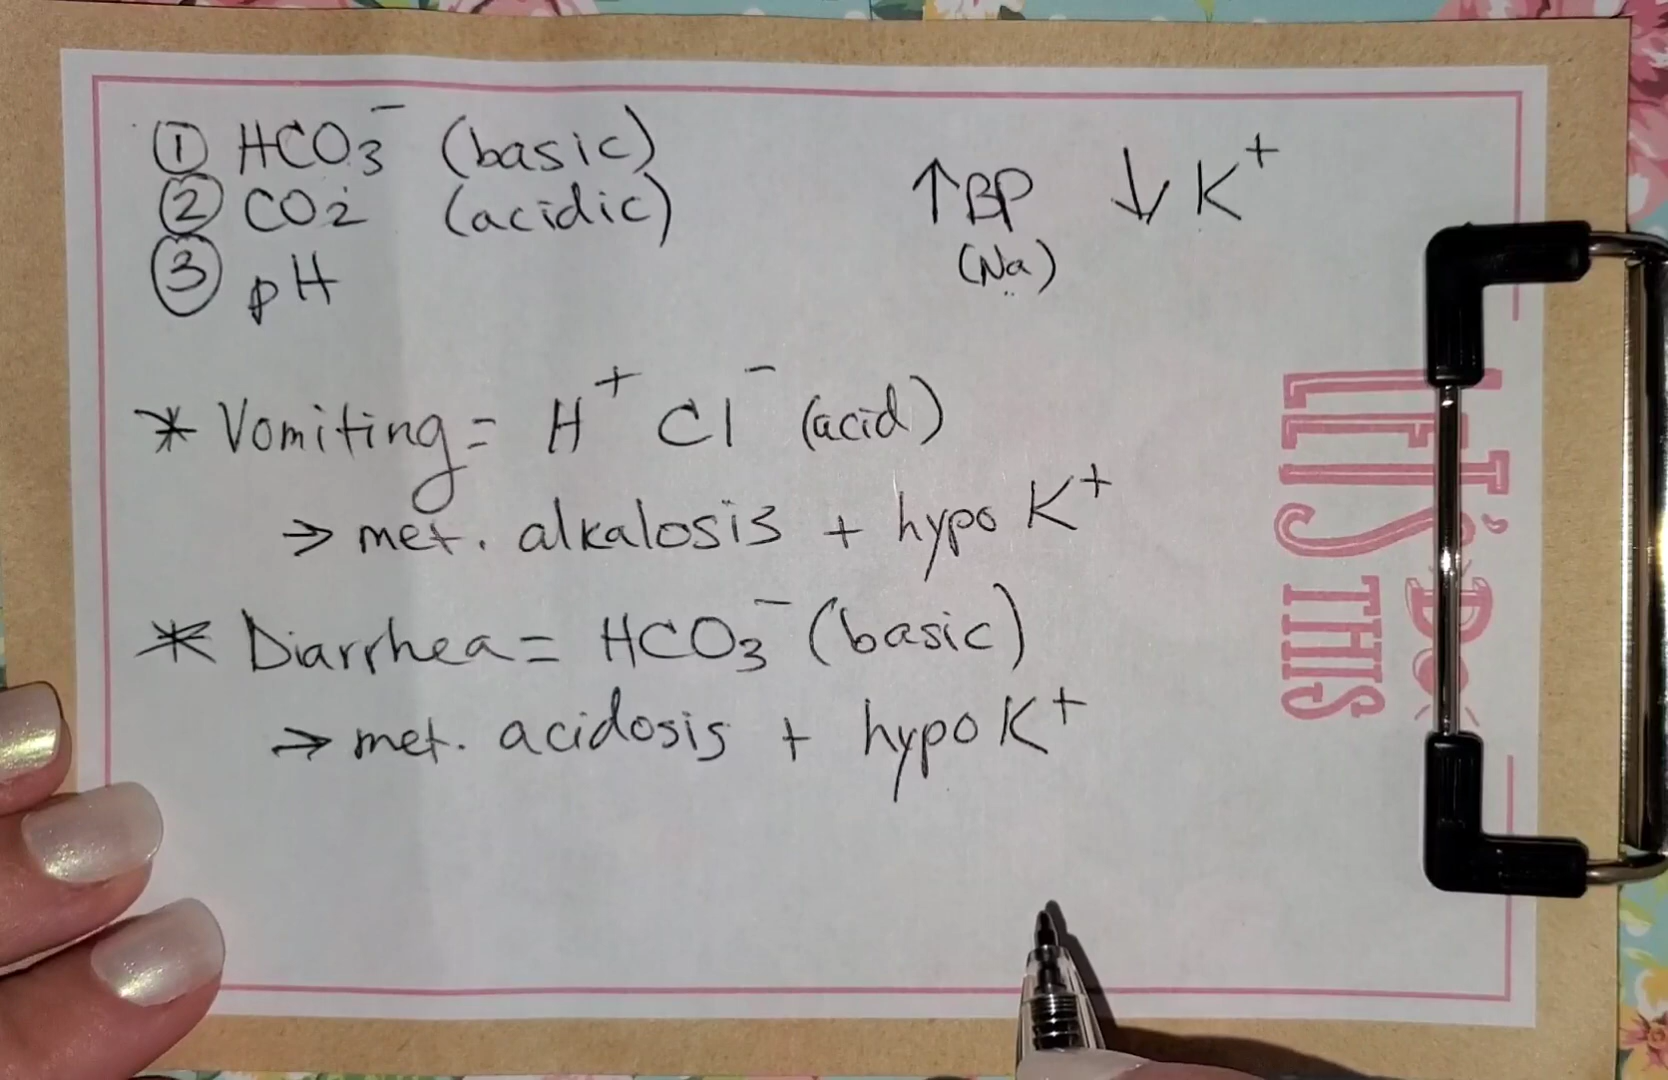 ① HCO₃⁻ (basic)
② CO₂ (acidic)
③ pH
↑BP ↓K⁺
(Na)
* Vomiting = H⁺ Cl⁻ (acid)
→ met. alkalosis + hypo K⁺
* Diarrhea = HCO₃⁻ (basic)
→ met. acidosis + hypo K⁺
LET'S DO
THIS